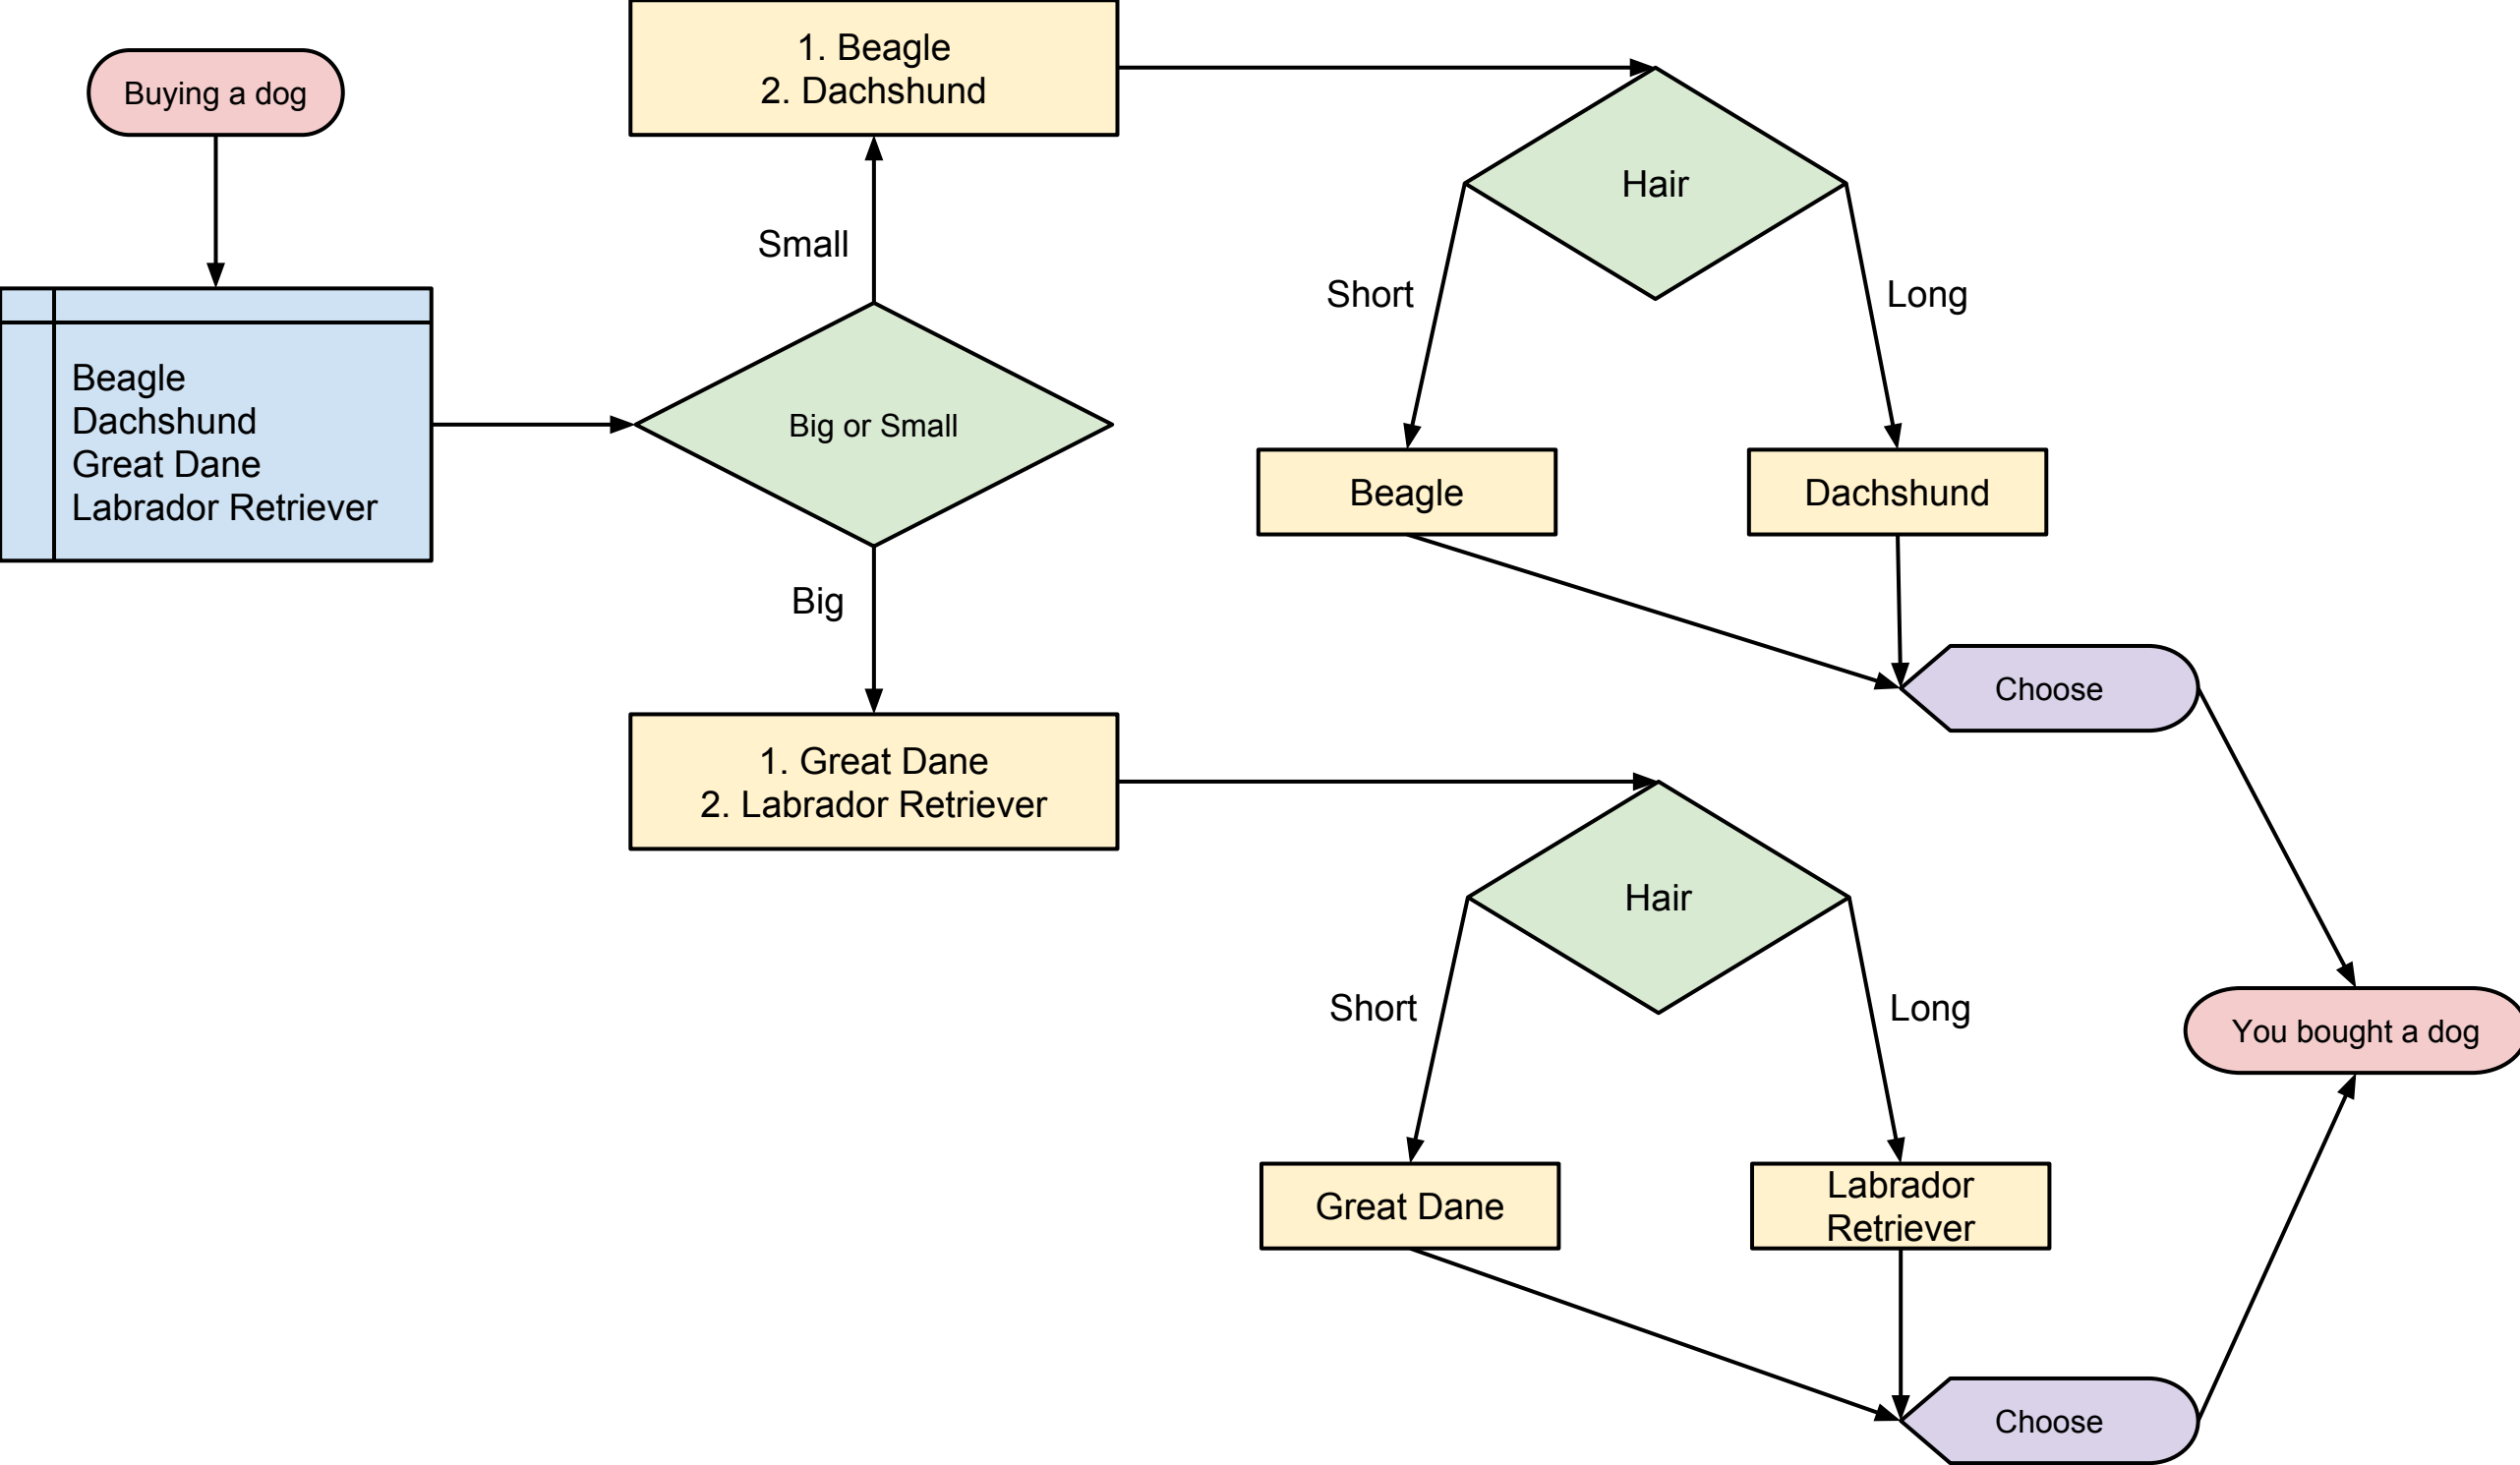 Buying a dog
Beagle
Dachshund
Great Dane
Labrador Retriever
Big or Small
Small
1. Beagle
2. Dachshund
Hair
Short
Long
Beagle
Dachshund
Choose
Big
1. Great Dane
2. Labrador Retriever
Hair
Short
Long
Great Dane
Labrador
Retriever
Choose
You bought a dog